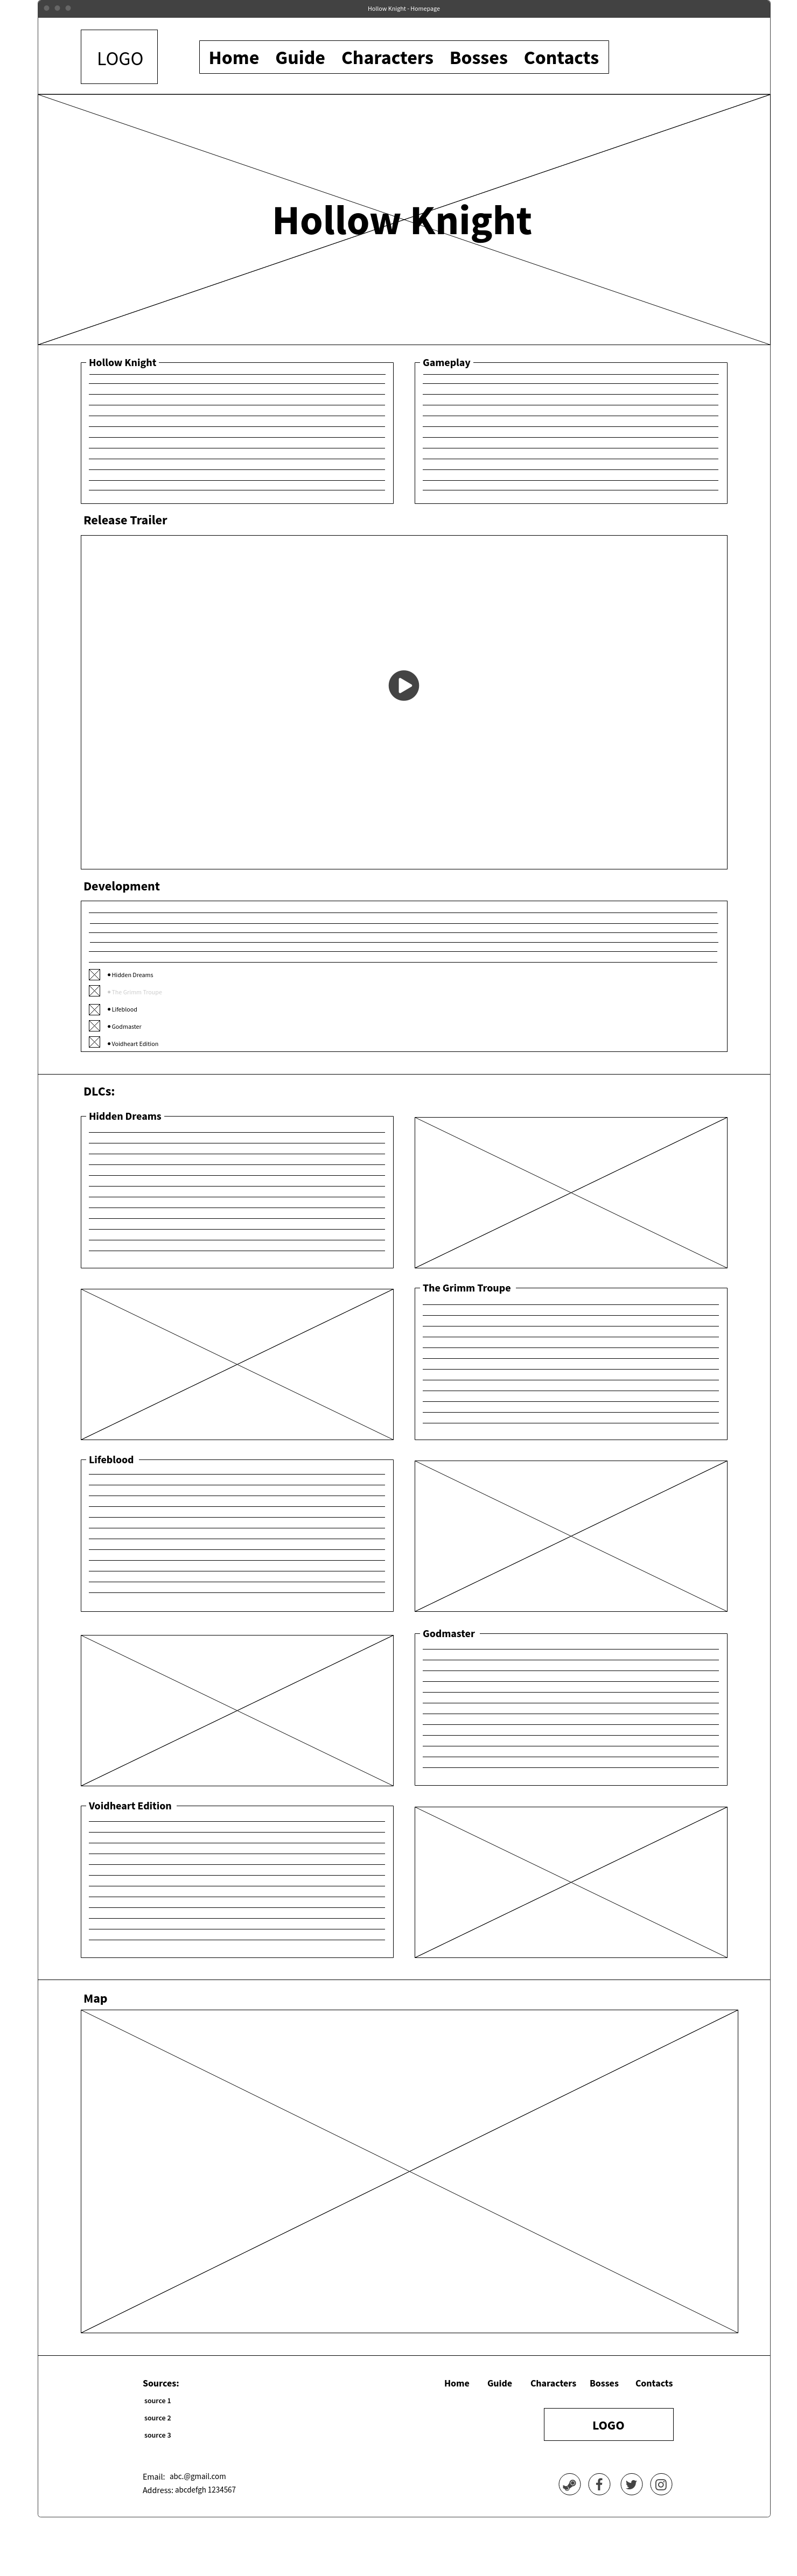 Hollow Knight - Homepage
LOGO
Home Guide Characters Bosses Contacts
Hollow Knight
Hollow Knight
Gameplay
Release Trailer
Development
• Hidden Dreams
• The Grimm Troupe
• Lifeblood
• Godmaster
• Voidheart Edition
DLCs:
Hidden Dreams
The Grimm Troupe
Lifeblood
Godmaster
Voidheart Edition
Map
Sources:
source 1
source 2
source 3
Email: abc.@gmail.com
Address: abcdefgh 1234567
Home Guide Characters Bosses Contacts
LOGO